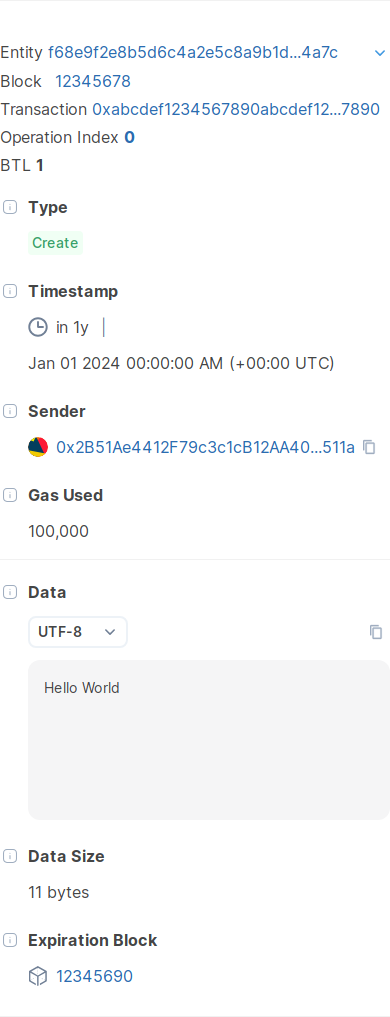 Entity f68e9f2e8b5d6c4a2e5c8a9b1d...4a7c
Block 12345678
Transaction 0xabcdef1234567890abcdef12...7890
Operation Index 0
BTL 1
Type
Create
Timestamp
in 1y
Jan 01 2024 00:00:00 AM (+00:00 UTC)
Sender
0x2B51Ae4412F79c3c1cB12AA40...511a
Gas Used
100,000
Data
UTF-8
Hello World
Data Size
11 bytes
Expiration Block
12345690